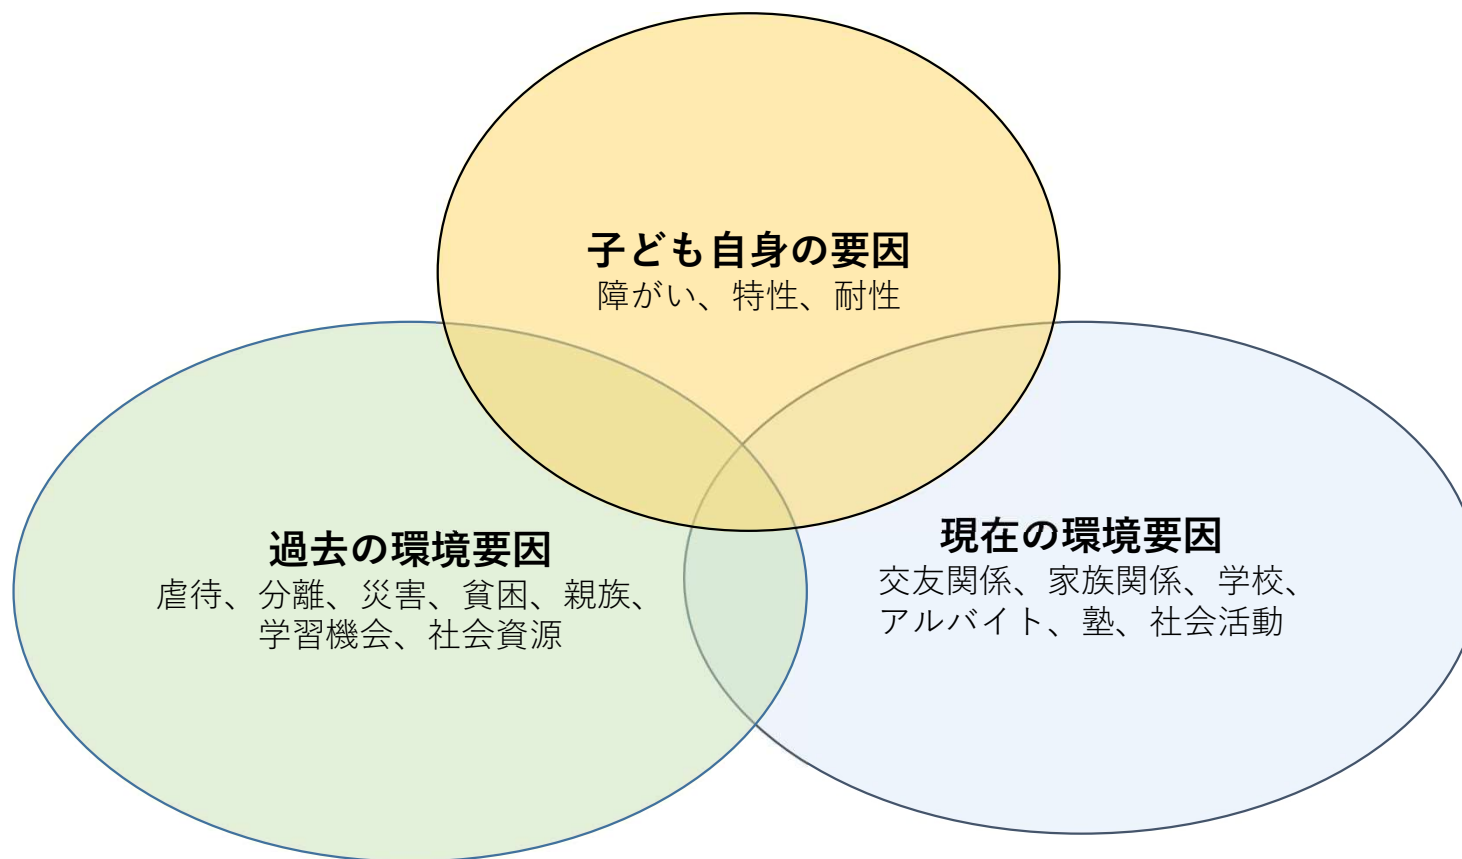 子ども自身の要因
障がい、特性、耐性
過去の環境要因
虐待、分離、災害、貧困、親族、
学習機会、社会資源
現在の環境要因
交友関係、家族関係、学校、
アルバイト、塾、社会活動